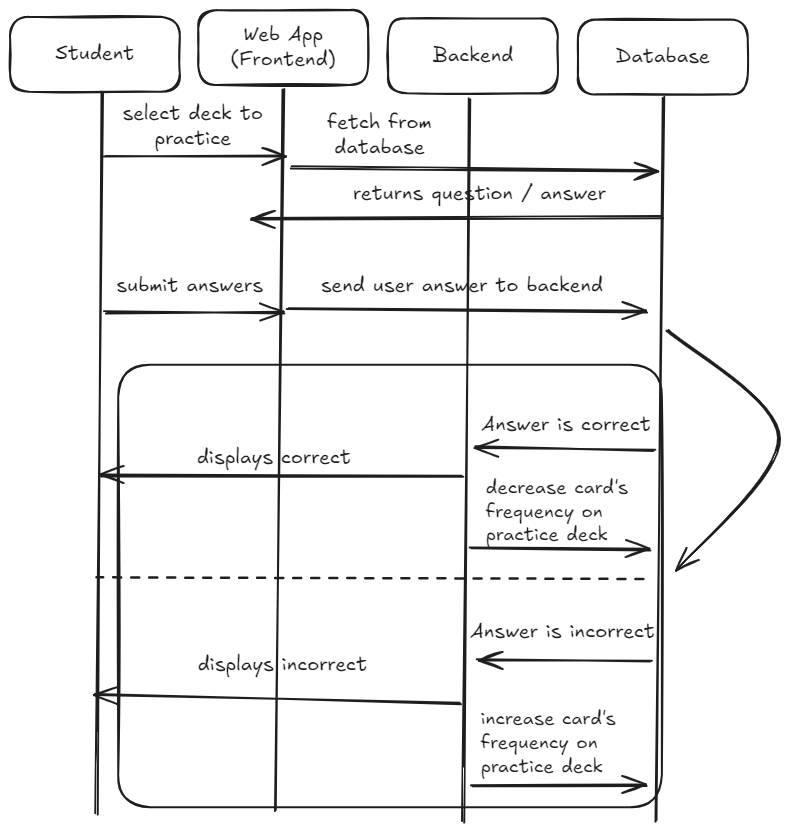 Student
Web App
(Frontend)
Backend
Database
select deck to
practice
fetch from
database
returns question / answer
submit answers
send user answer to backend
Answer is correct
displays correct
decrease card's
frequency on
practice deck
Answer is incorrect
displays incorrect
increase card's
frequency on
practice deck